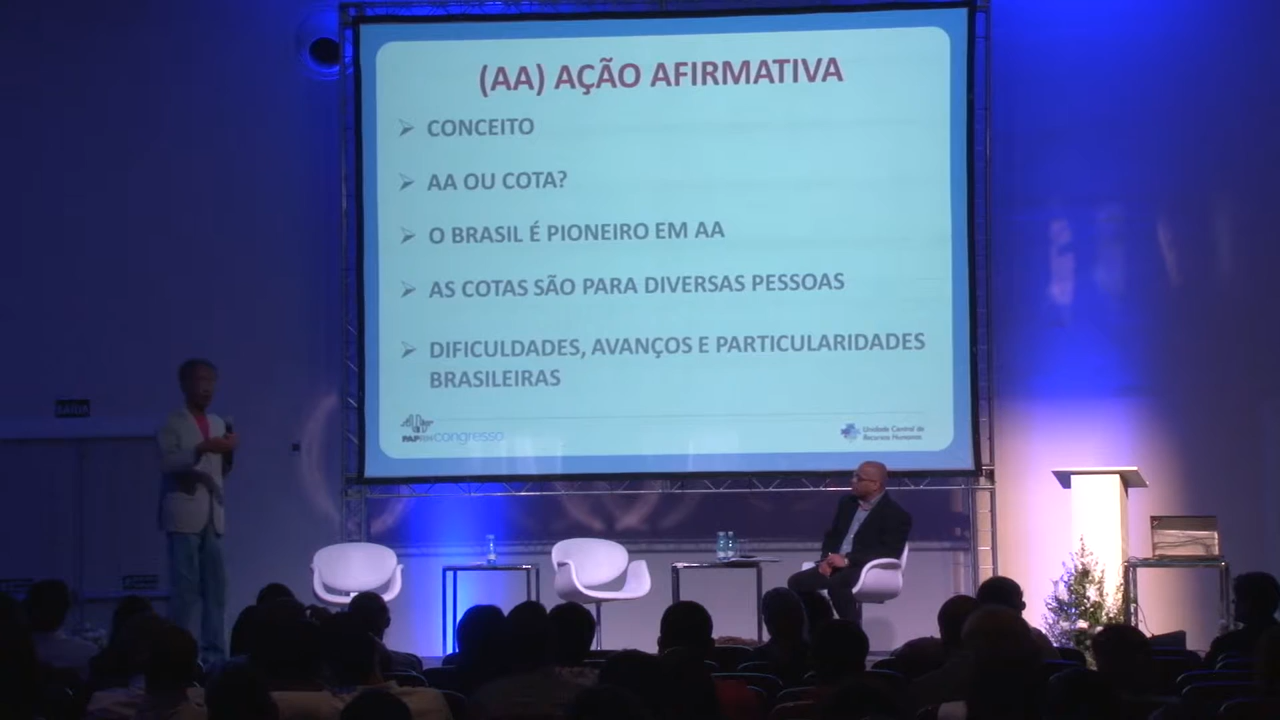 (AA) AÇÃO AFIRMATIVA
CONCEITO
AA OU COTA?
O BRASIL É PIONEIRO EM AA
AS COTAS SÃO PARA DIVERSAS PESSOAS
DIFICULDADES, AVANÇOS E PARTICULARIDADES
BRASILEIRAS
congresso
Unidade Central de
Recursos Humanos
SAÍDA